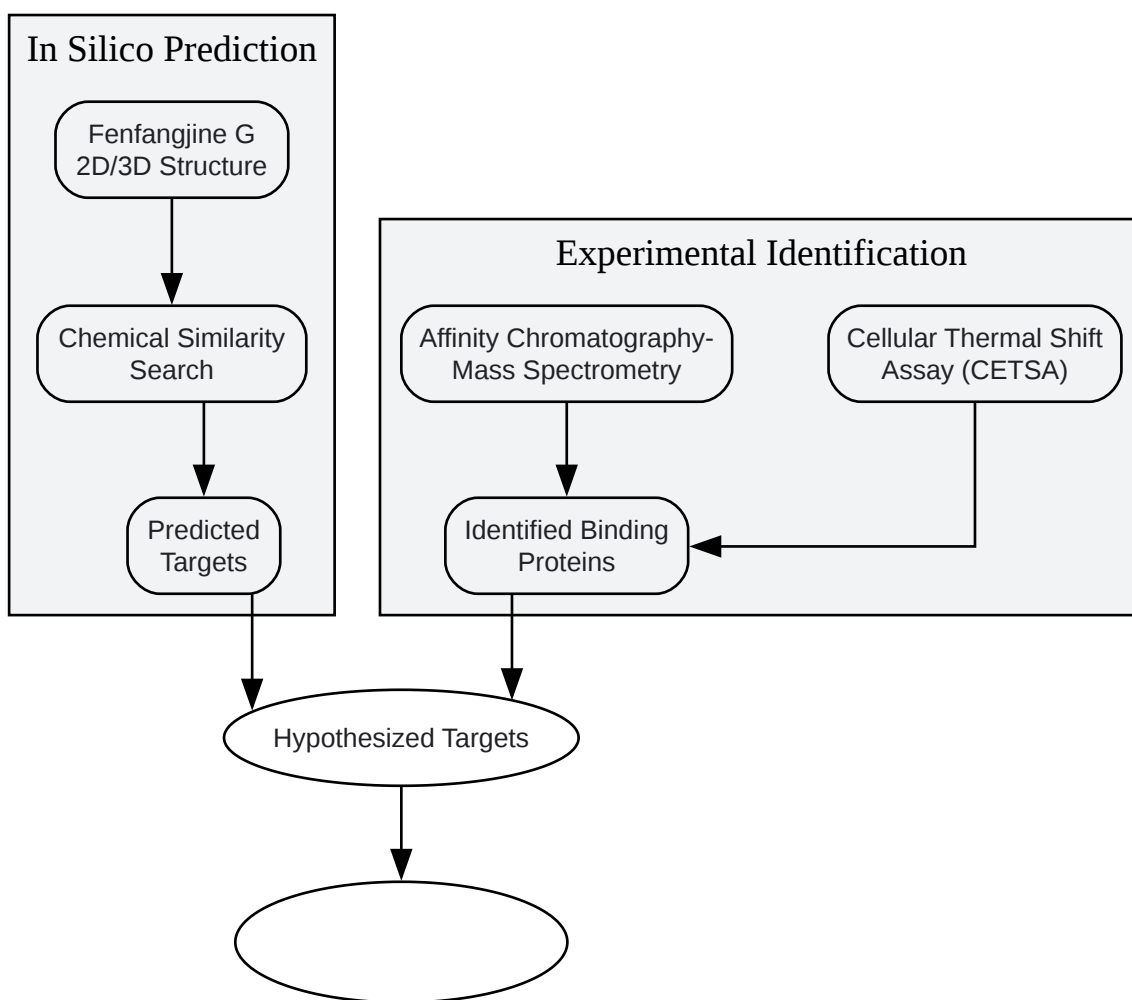 In Silico Prediction
Fenfangjine G
2D/3D Structure
Chemical Similarity
Search
Predicted
Targets
Experimental Identification
Affinity Chromatography-
Mass Spectrometry
Cellular Thermal Shift
Assay (CETSA)
Identified Binding
Proteins
Hypothesized Targets